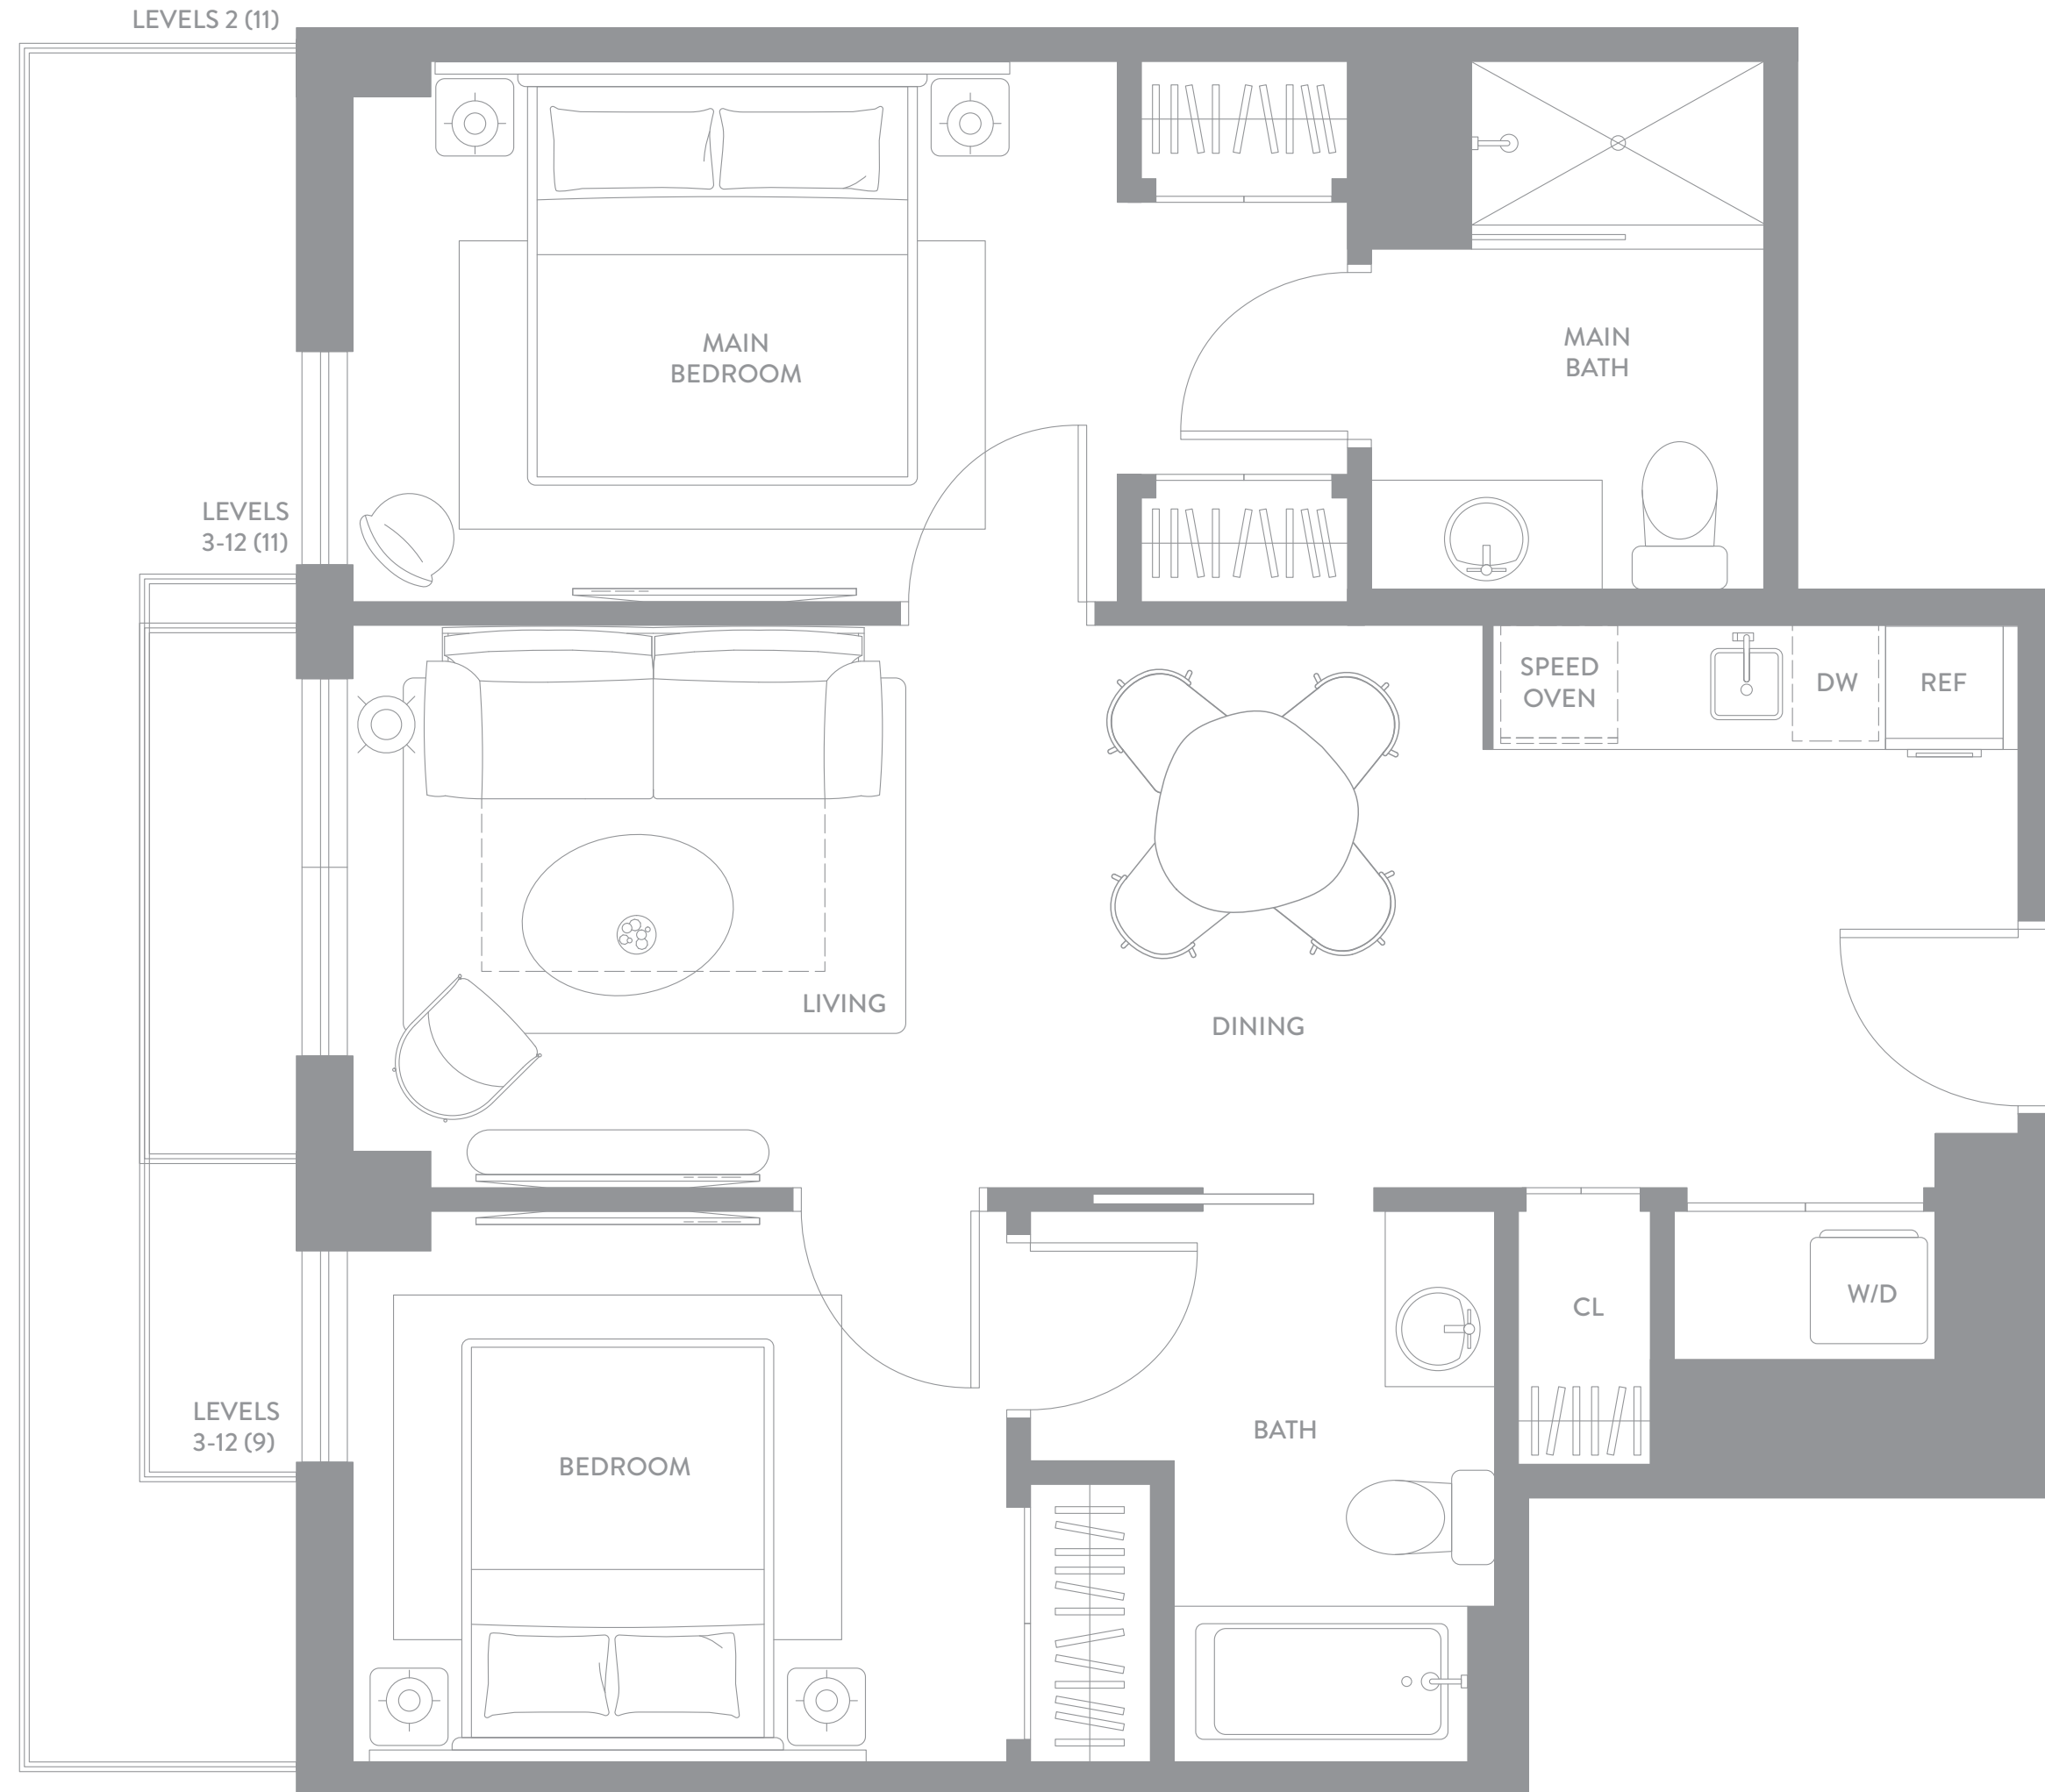 LEVELS 2 (11)
MAIN
BEDROOM
MAIN
BATH
LEVELS
3-12 (11)
SPEED
OVEN
DW
REF
LIVING
DINING
CL
W/D
LEVELS
3-12 (9)
BEDROOM
BATH